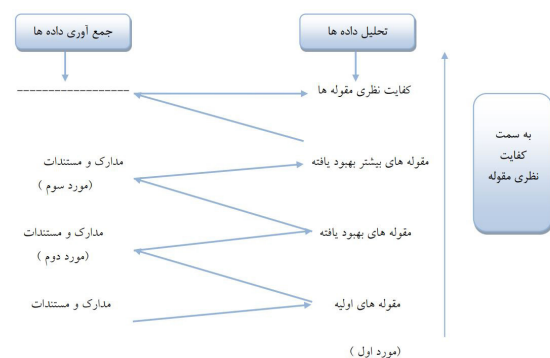 جمع آوری داده ها
تحلیل داده ها
-----------------
کفایت نظری مقوله ها
به سمت
کفایت
نظری مقوله
مدارک و مستندات
(مورد سوم )
مقوله های بیشتر بهبود یافته
مدارک و مستندات
(مورد دوم )
مقوله های بهبود یافته
مدارک و مستندات
مقوله های اولیه
(مورد اول )